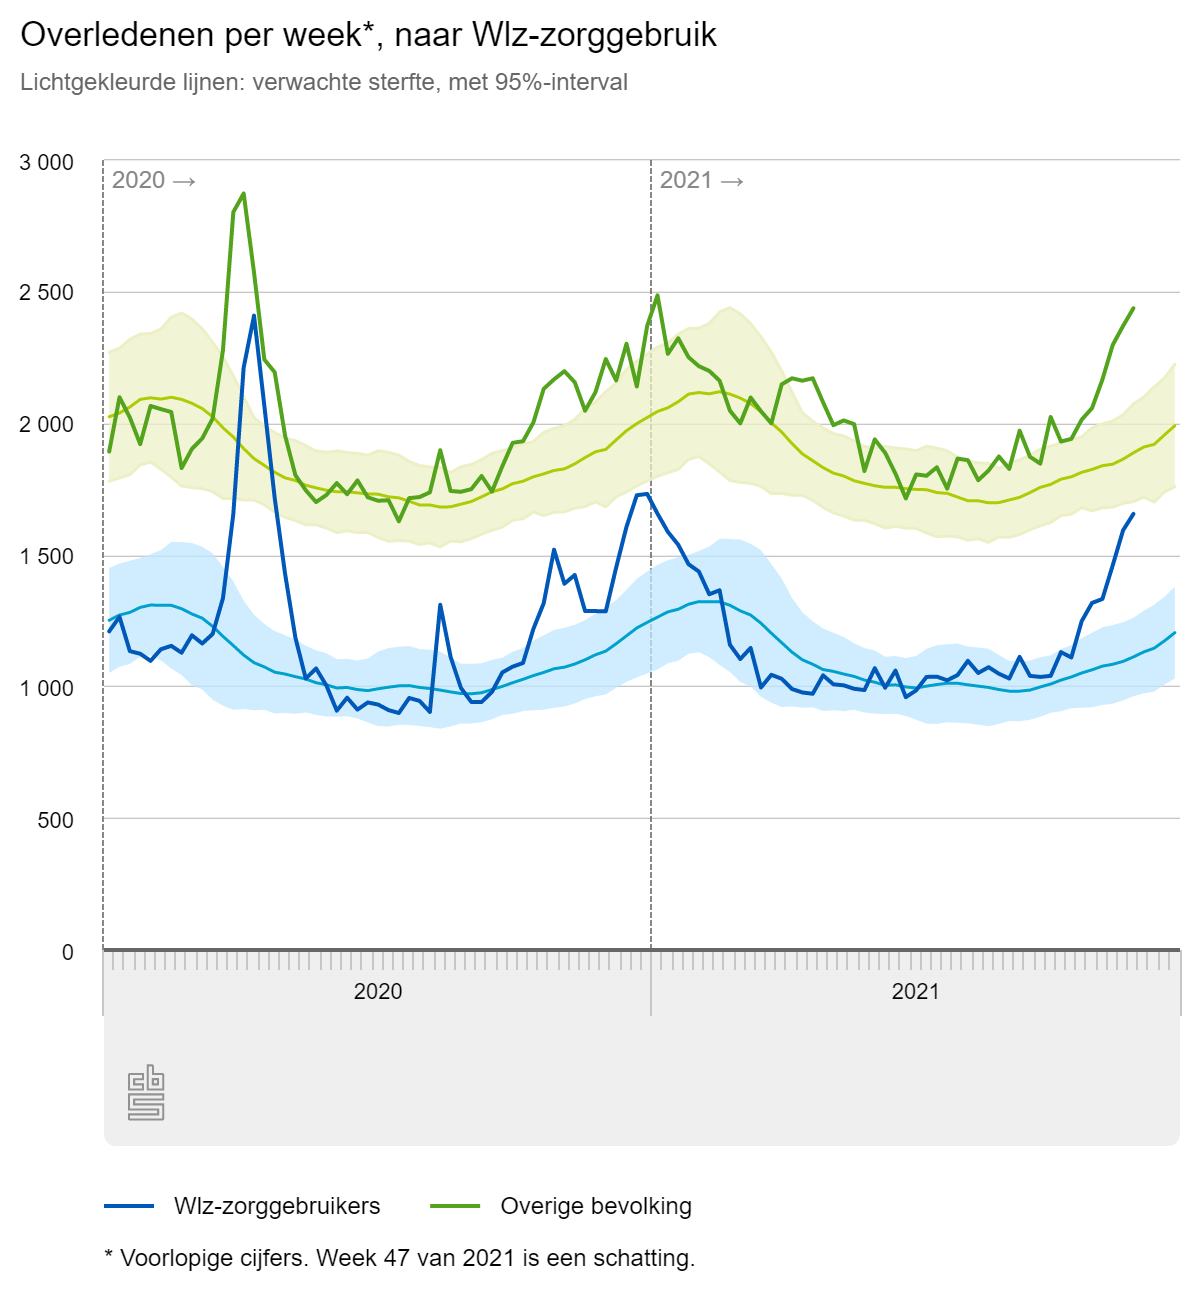 Overledenen per week*, naar Wlz-zorggebruik
Lichtgekleurde lijnen: verwachte sterfte, met 95%-interval
3 000
2020 →
2021 →
2 500
2 000
1 500
1 000
500
0
2020
2021
cbs
Wlz-zorggebruikers
Overige bevolking
* Voorlopige cijfers. Week 47 van 2021 is een schatting.